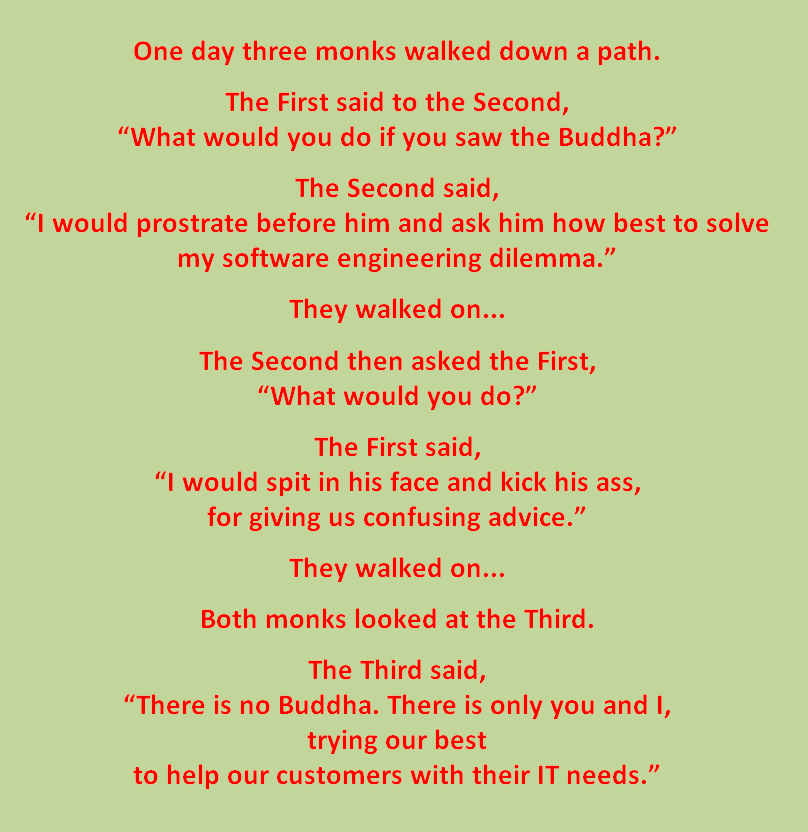 One day three monks walked down a path.
The First said to the Second,
“What would you do if you saw the Buddha?”
The Second said,
“I would prostrate before him and ask him how best to solve
my software engineering dilemma.”
They walked on...
The Second then asked the First,
“What would you do?”
The First said,
“I would spit in his face and kick his ass,
for giving us confusing advice.”
They walked on...
Both monks looked at the Third.
The Third said,
“There is no Buddha. There is only you and I,
trying our best
to help our customers with their IT needs.”